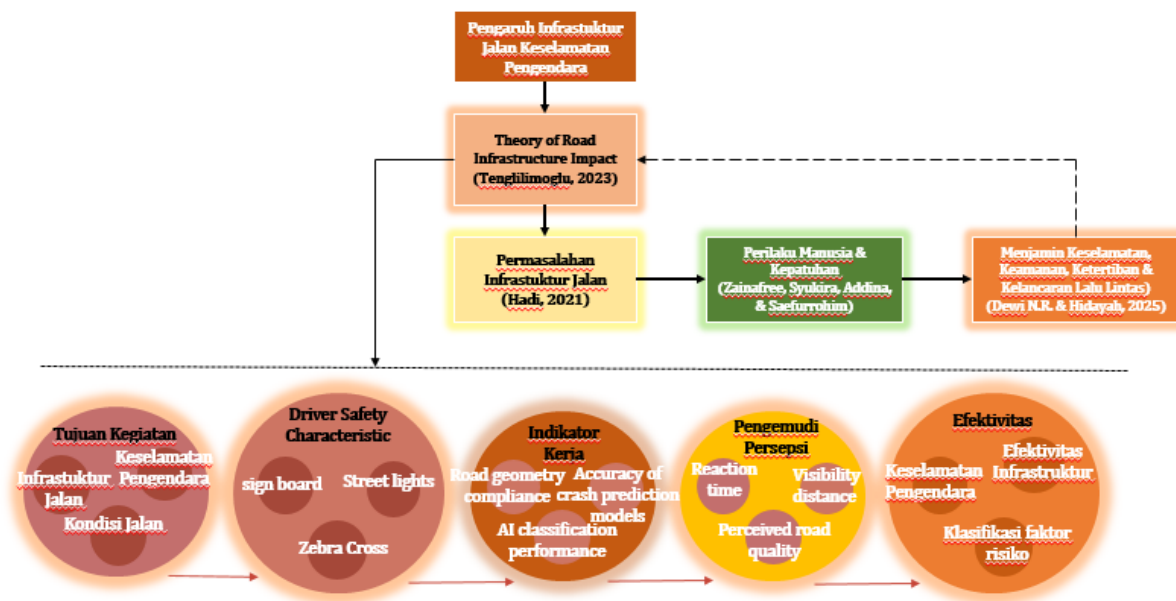 Pengaruh Infrastuktur
Jalan Keselamatan
Pengendara
Theory of Road
Infrastructure Impact
(Tenglilimoglu, 2023)
Permasalahan
Infrastuktur Jalan
(Hadi, 2021)
Perilaku Manusia &
Kepatuhan
(Zainafree, Syukira, Addina,
& Saefurrohim)
Menjamin Keselamatan,
Keamanan, Ketertiban &
Kelancaran Lalu Lintas)
(Dewi N.R. & Hidayah, 2025)
Tujuan Kegiatan
Keselamatan
Pengendara
Infrastuktur
Jalan
Kondisi Jalan
Driver Safety
Characteristic
sign board
Street lights
Zebra Cross
Indikator
Kerja
Road geometry
compliance
Accuracy of
crash prediction
models
AI classification
performance
Pengemudi
Persepsi
Reaction
time
Visibility
distance
Perceived road
quality
Efektivitas
Keselamatan
Pengendara
Efektivitas
Infrastruktur
Klasifikasi faktor
risiko